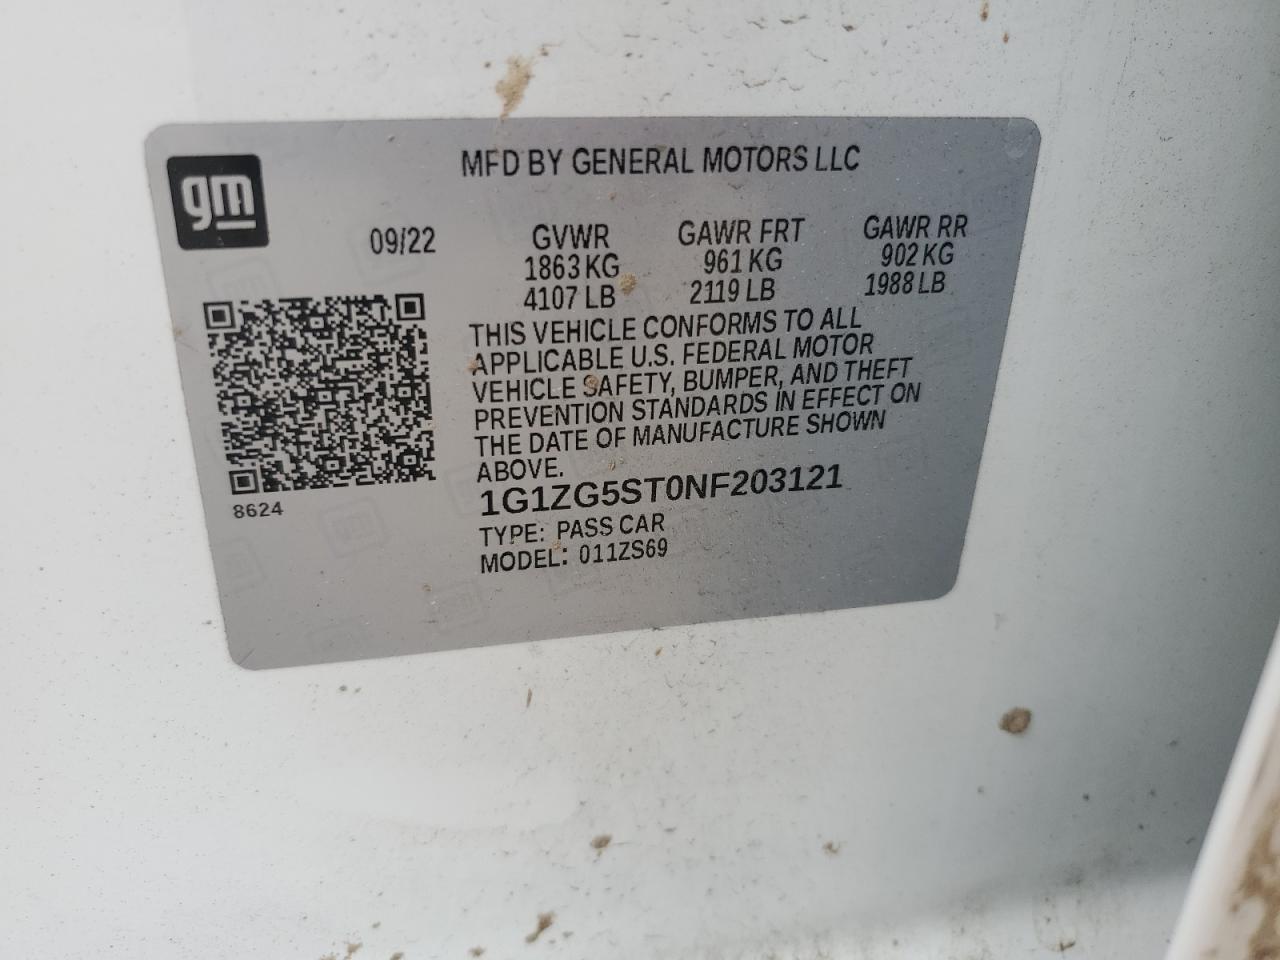 gm
MFD BY GENERAL MOTORS LLC
09/22 GVWR GAWR FRT GAWR RR
1863 KG 961 KG 902 KG
4107 LB 2119 LB 1988 LB
THIS VEHICLE CONFORMS TO ALL
APPLICABLE U.S. FEDERAL MOTOR
VEHICLE SAFETY, BUMPER, AND THEFT
PREVENTION STANDARDS IN EFFECT ON
THE DATE OF MANUFACTURE SHOWN
ABOVE.
1G1ZG5ST0NF203121
8624
TYPE: PASS CAR
MODEL: 011ZS69